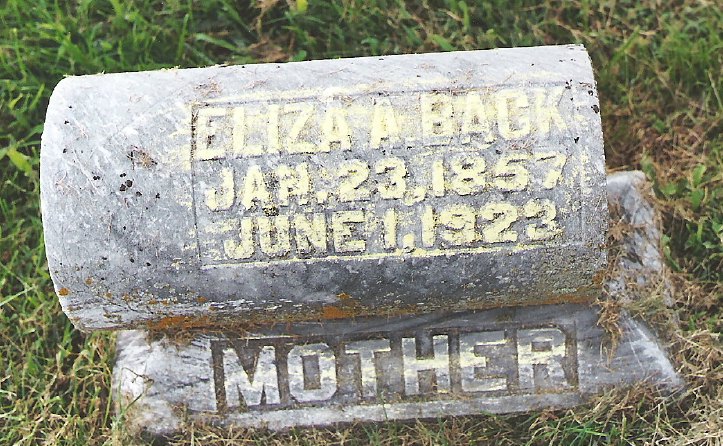 ELIZA A. BACK
JAN. 23, 1857
JUNE 1, 1923
MOTHER